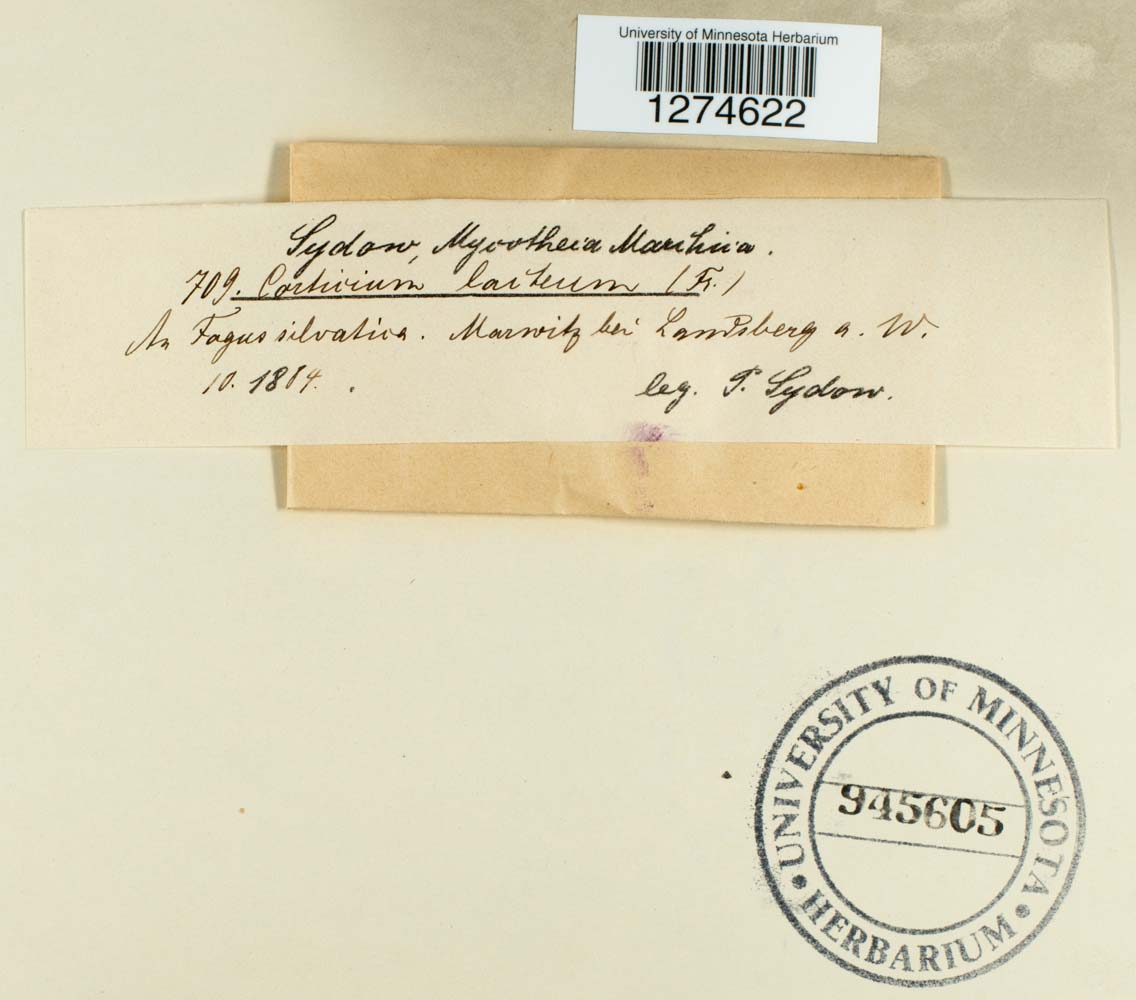 University of Minnesota Herbarium
1274622
Sydow, Mycotheca Marchica.
709. Corticium lacteum (Fr.)
An Fagus silvatica. Marwitz bei Landsberg a. W.
10. 1884.
leg. P. Sydow.
UNIVERSITY OF MINNESOTA
945605
HERBARIUM